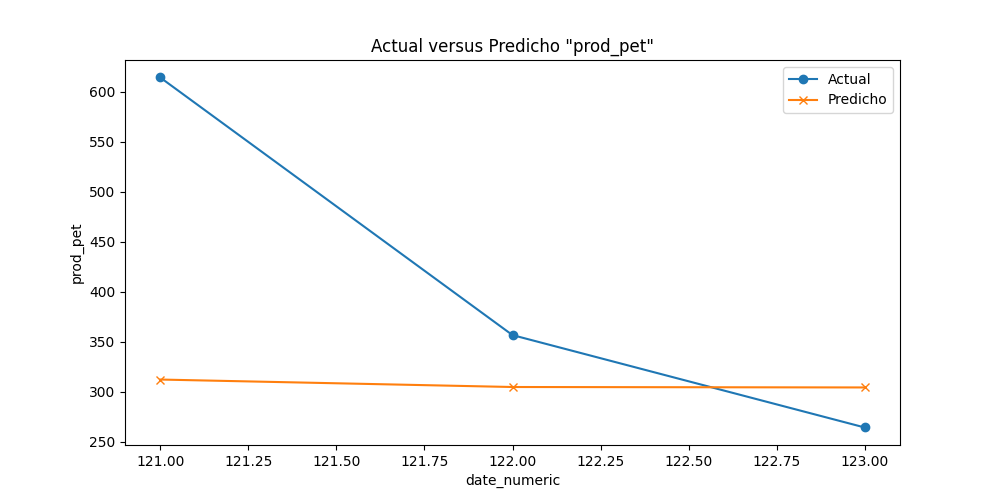 Actual versus Predicho "prod_pet"
Actual
Predicho
600
550
500
450
400
350
300
250
prod_pet
121.00 121.25 121.50 121.75 122.00 122.25 122.50 122.75 123.00
date_numeric